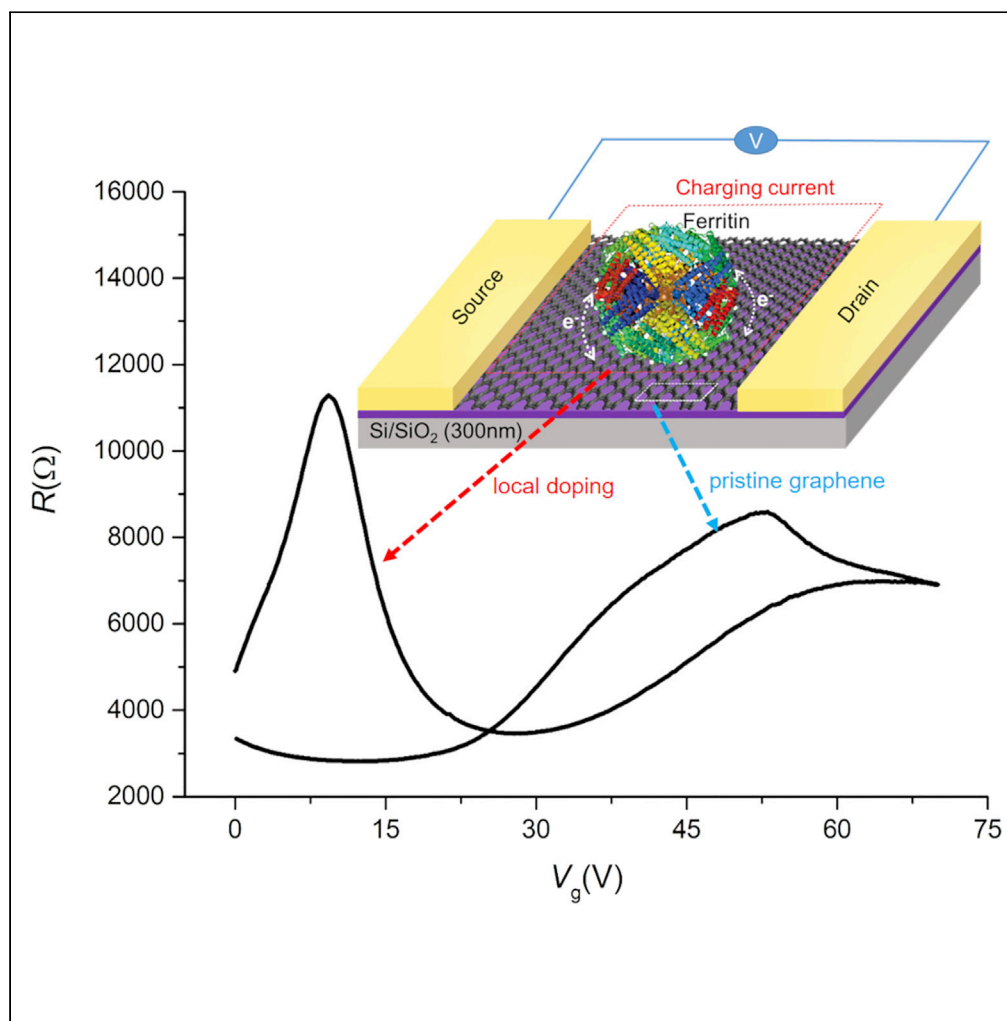 V
16000
14000
12000
10000
8000
6000
4000
2000
R(Ω)
Charging current
Ferritin
Source
Drain
e-
e-
Si/SiO₂ (300nm)
local doping
pristine graphene
0
15
30
45
60
75
Vg(V)